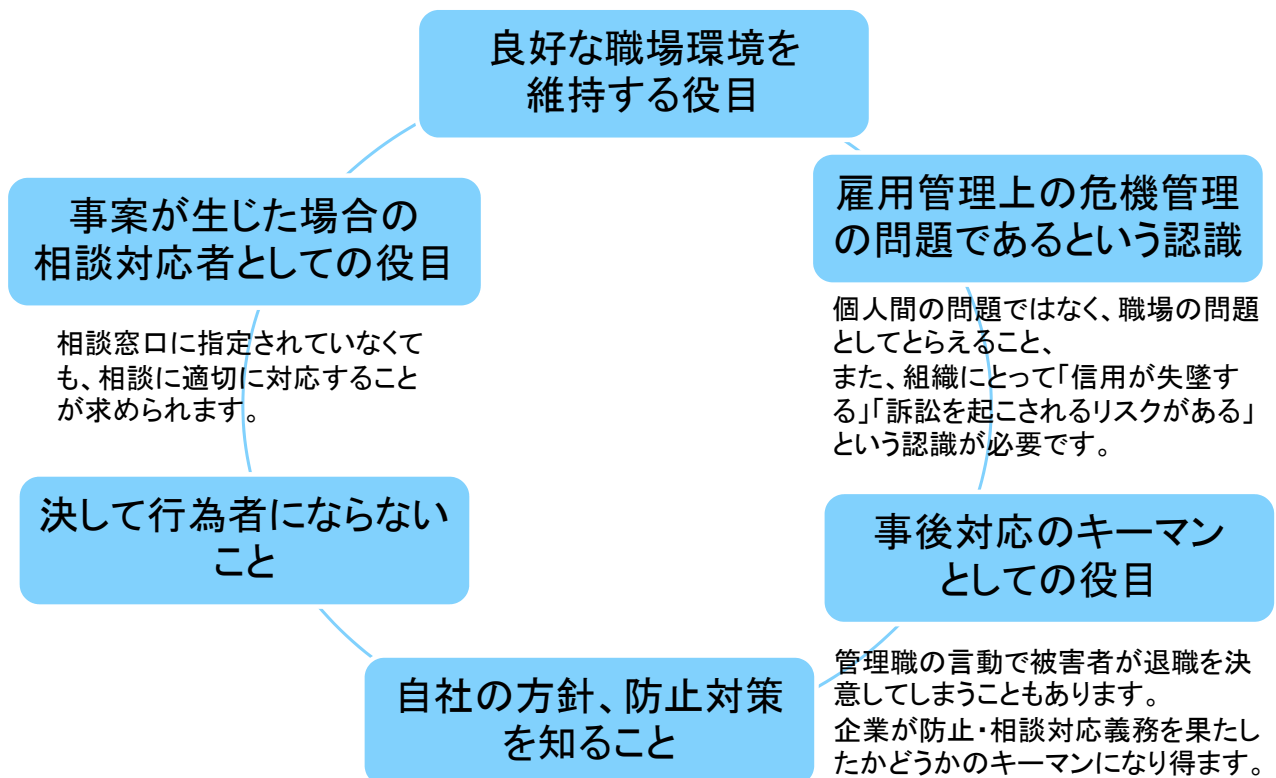 良好な職場環境を
維持する役目
雇用管理上の危機管理
の問題であるという認識
個人間の問題ではなく、職場の問題
としてとらえること、
また、組織にとって「信用が失墜す
る」「訴訟を起こされるリスクがある」
という認識が必要です。
事後対応のキーマン
としての役目
管理職の言動で被害者が退職を決
意してしまうこともあります。
企業が防止・相談対応義務を果たし
たかどうかのキーマンになり得ます。
自社の方針、防止対策
を知ること
決して行為者にならない
こと
事案が生じた場合の
相談対応者としての役目
相談窓口に指定されていなくて
も、相談に適切に対応すること
が求められます。